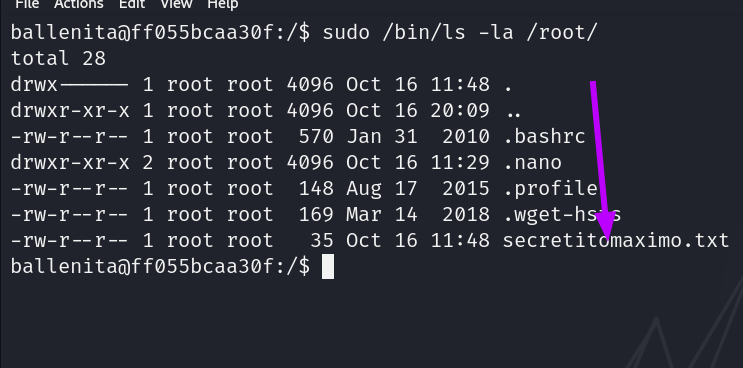 File Actions Edit View Help
ballenita@ff055bcaa30f:/$ sudo /bin/ls -la /root/
total 28
drwx------ 1 root root 4096 Oct 16 11:48 .
drwxr-xr-x 1 root root 4096 Oct 16 20:09 ..
-rw-r--r-- 1 root root 570 Jan 31 2010 .bashrc
drwxr-xr-x 2 root root 4096 Oct 16 11:29 .nano
-rw-r--r-- 1 root root 148 Aug 17 2015 .profile
-rw-r--r-- 1 root root 169 Mar 14 2018 .wget-hsts
-rw-r--r-- 1 root root 35 Oct 16 11:48 secretitomaximo.txt
ballenita@ff055bcaa30f:/$